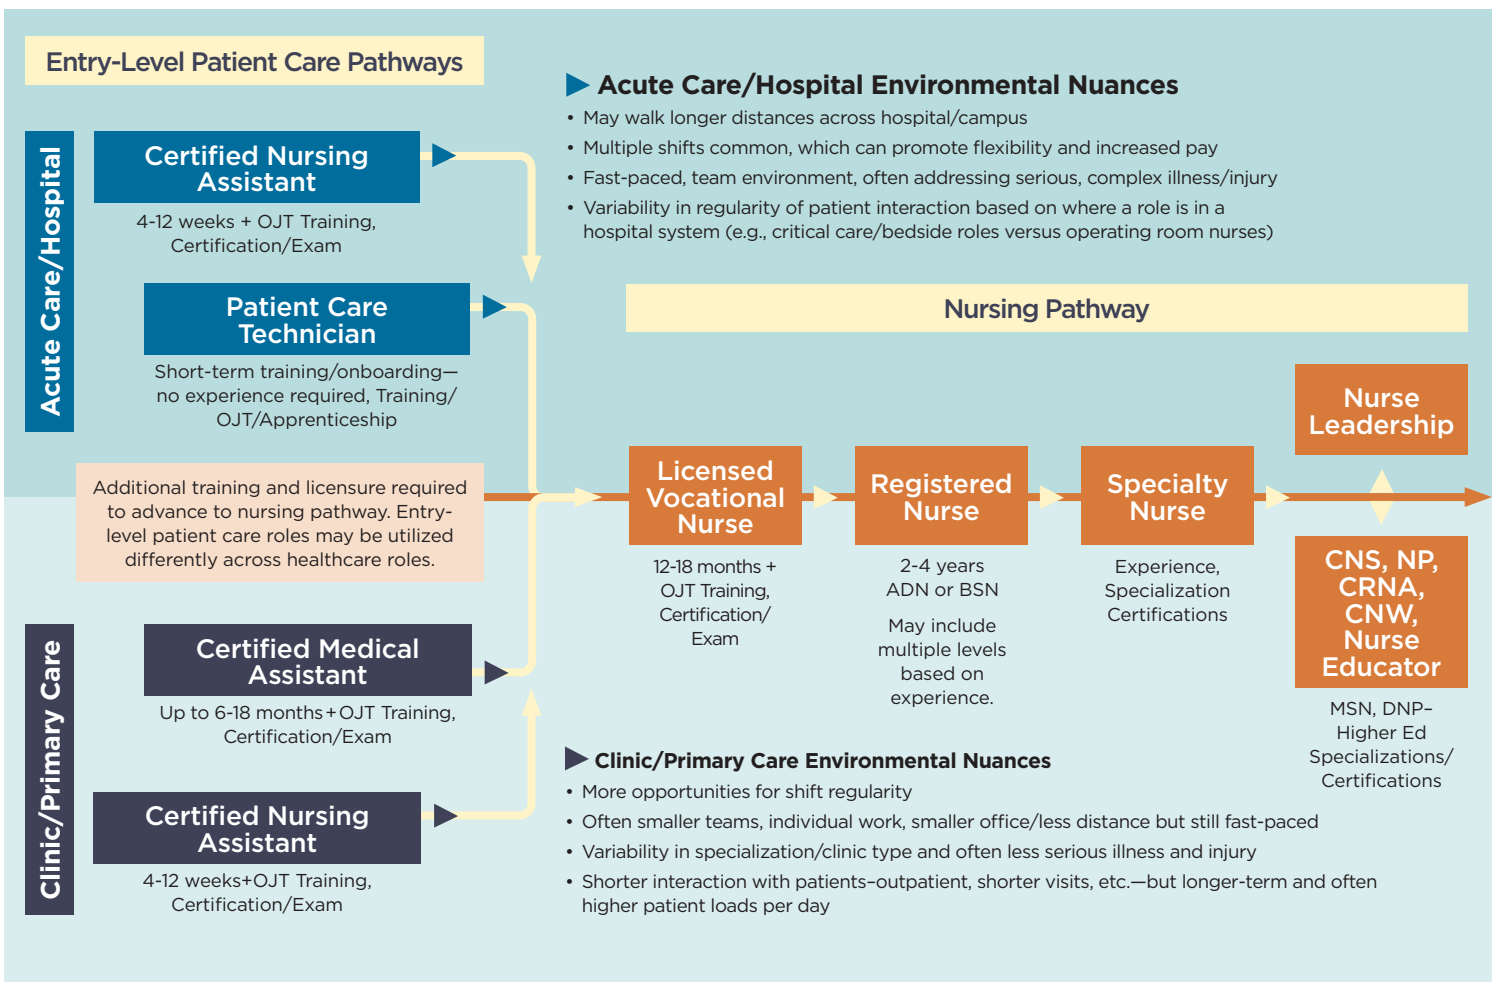 Entry-Level Patient Care Pathways
Acute Care/Hospital
Certified Nursing
Assistant
4-12 weeks + OJT Training,
Certification/Exam
Patient Care
Technician
Short-term training/onboarding—
no experience required, Training/
OJT/Apprenticeship
▶ Acute Care/Hospital Environmental Nuances
• May walk longer distances across hospital/campus
• Multiple shifts common, which can promote flexibility and increased pay
• Fast-paced, team environment, often addressing serious, complex illness/injury
• Variability in regularity of patient interaction based on where a role is in a
hospital system (e.g., critical care/bedside roles versus operating room nurses)
Additional training and licensure required
to advance to nursing pathway. Entry-
level patient care roles may be utilized
differently across healthcare roles.
Nursing Pathway
Licensed
Vocational
Nurse
12-18 months +
OJT Training,
Certification/
Exam
Registered
Nurse
2-4 years
ADN or BSN
May include
multiple levels
based on
experience.
Specialty
Nurse
Experience,
Specialization
Certifications
Nurse
Leadership
CNS, NP,
CRNA,
CNW,
Nurse
Educator
MSN, DNP–
Higher Ed
Specializations/
Certifications
Clinic/Primary Care
Certified Medical
Assistant
Up to 6-18 months+OJT Training,
Certification/Exam
Certified Nursing
Assistant
4-12 weeks+OJT Training,
Certification/Exam
▶ Clinic/Primary Care Environmental Nuances
• More opportunities for shift regularity
• Often smaller teams, individual work, smaller office/less distance but still fast-paced
• Variability in specialization/clinic type and often less serious illness and injury
• Shorter interaction with patients–outpatient, shorter visits, etc.—but longer-term and often
higher patient loads per day